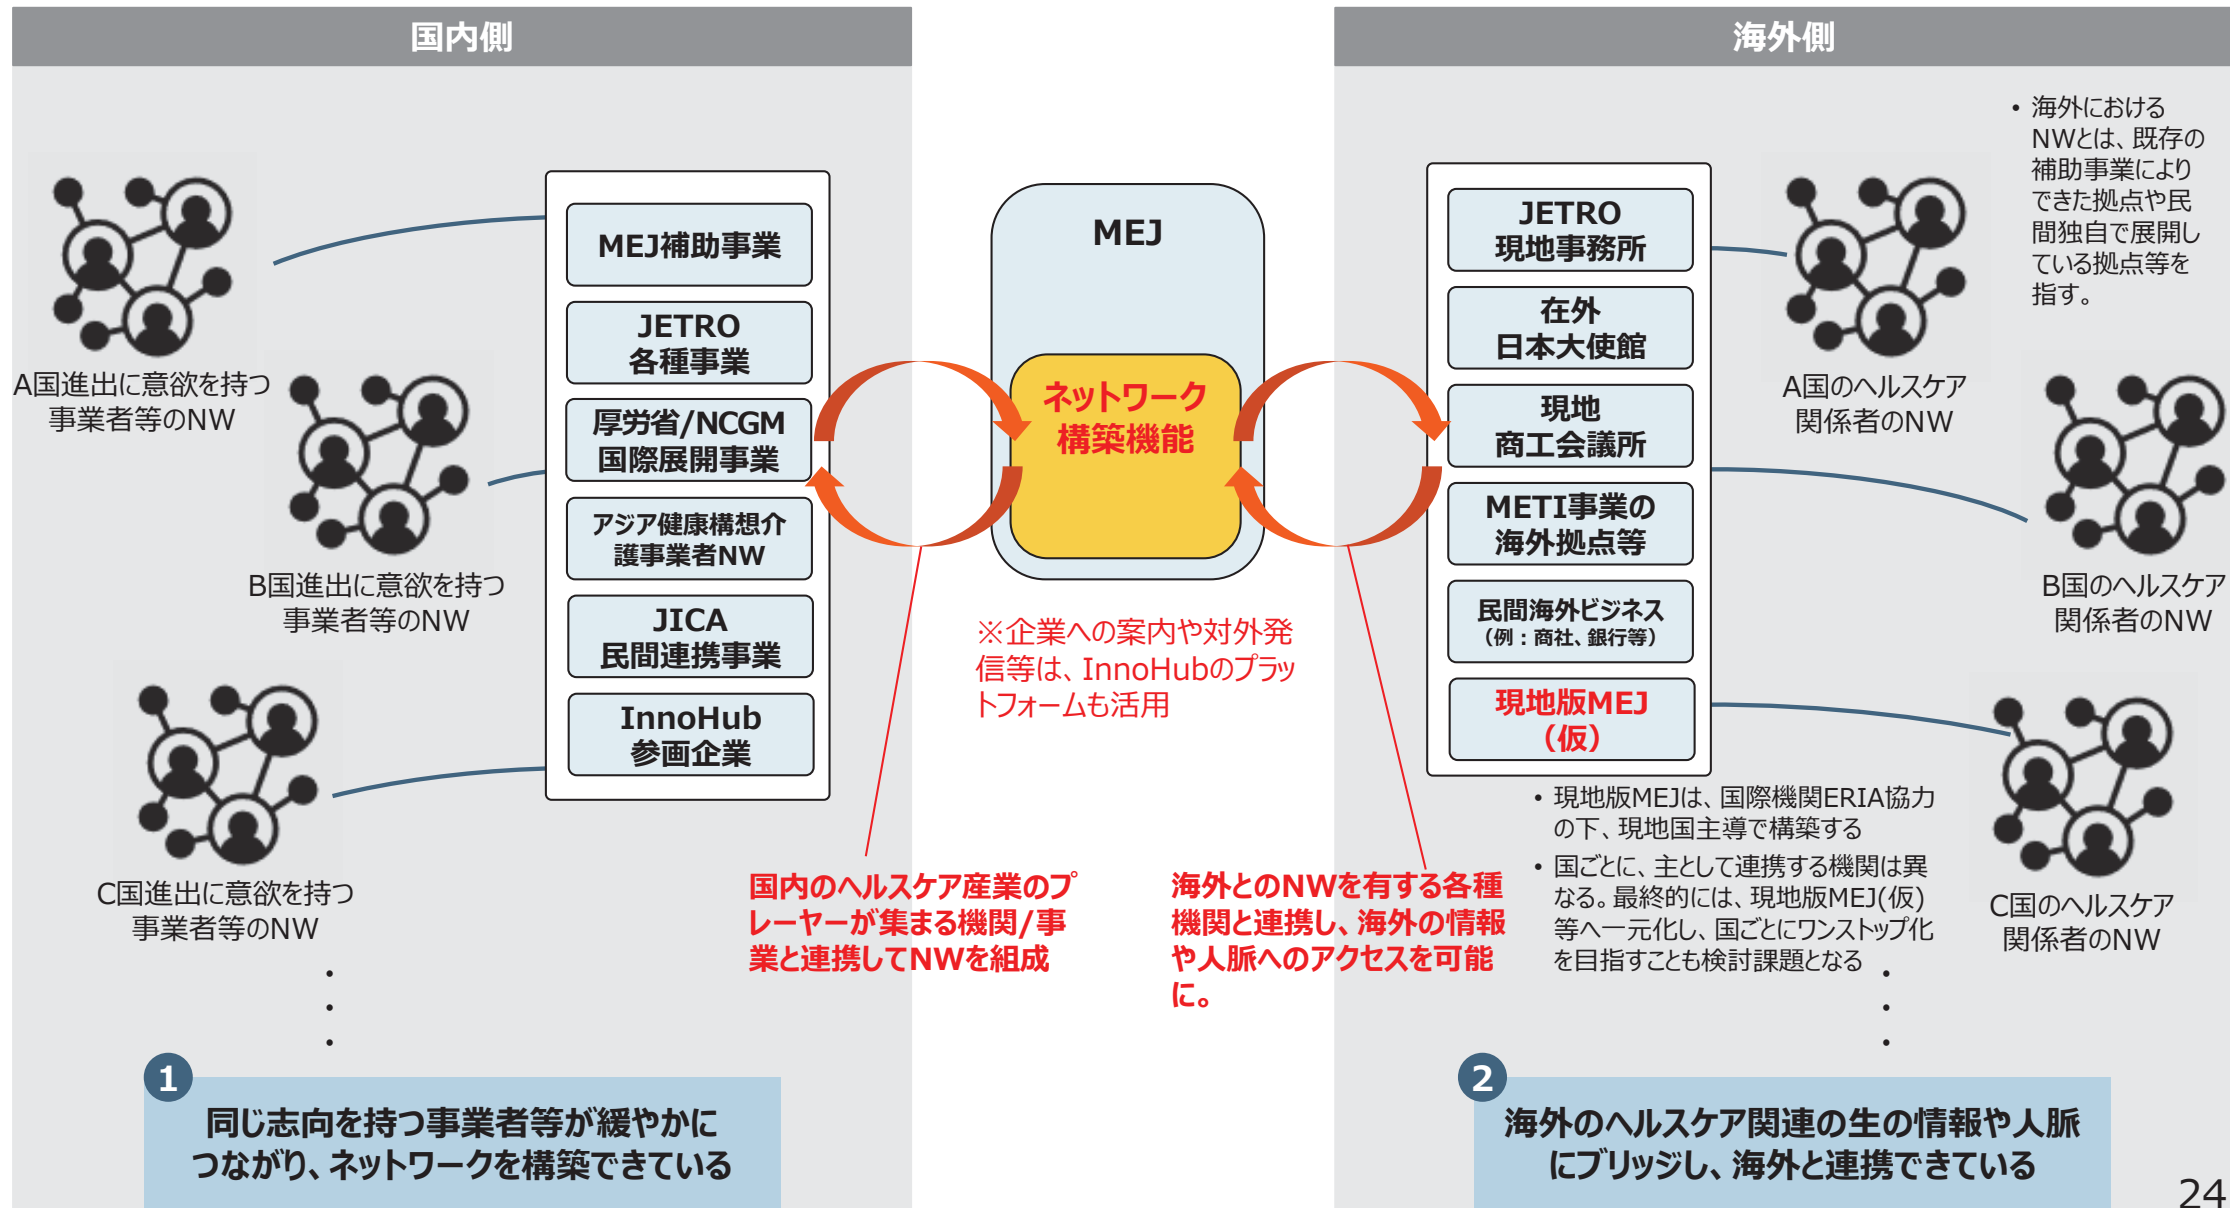 国内側
A国進出に意欲を持つ
事業者等のNW
B国進出に意欲を持つ
事業者等のNW
C国進出に意欲を持つ
事業者等のNW
・
・
・
MEJ補助事業
JETRO
各種事業
厚労省/NCGM
国際展開事業
アジア健康構想介
護事業者NW
JICA
民間連携事業
InnoHub
参画企業
1
同じ志向を持つ事業者等が緩やかに
つながり、ネットワークを構築できている
MEJ
ネットワーク
構築機能
※企業への案内や対外発
信等は、InnoHubのプラッ
トフォームも活用
国内のヘルスケア産業のプ
レーヤーが集まる機関/事
業と連携してNWを組成
海外とのNWを有する各種
機関と連携し、海外の情報
や人脈へのアクセスを可能
に。
海外側
JETRO
現地事務所
在外
日本大使館
現地
商工会議所
METI事業の
海外拠点等
民間海外ビジネス
（例：商社、銀行等）
現地版MEJ
（仮）
• 海外における
NWとは、既存の
補助事業により
できた拠点や民
間独自で展開し
ている拠点等を
指す。
A国のヘルスケア
関係者のNW
B国のヘルスケア
関係者のNW
C国のヘルスケア
関係者のNW
• 現地版MEJは、国際機関ERIA協力
の下、現地国主導で構築する
• 国ごとに、主として連携する機関は異
なる。最終的には、現地版MEJ(仮)
等へ一元化し、国ごとにワンストップ化
を目指すことも検討課題となる
・
・
・
2
海外のヘルスケア関連の生の情報や人脈
にブリッジし、海外と連携できている
24